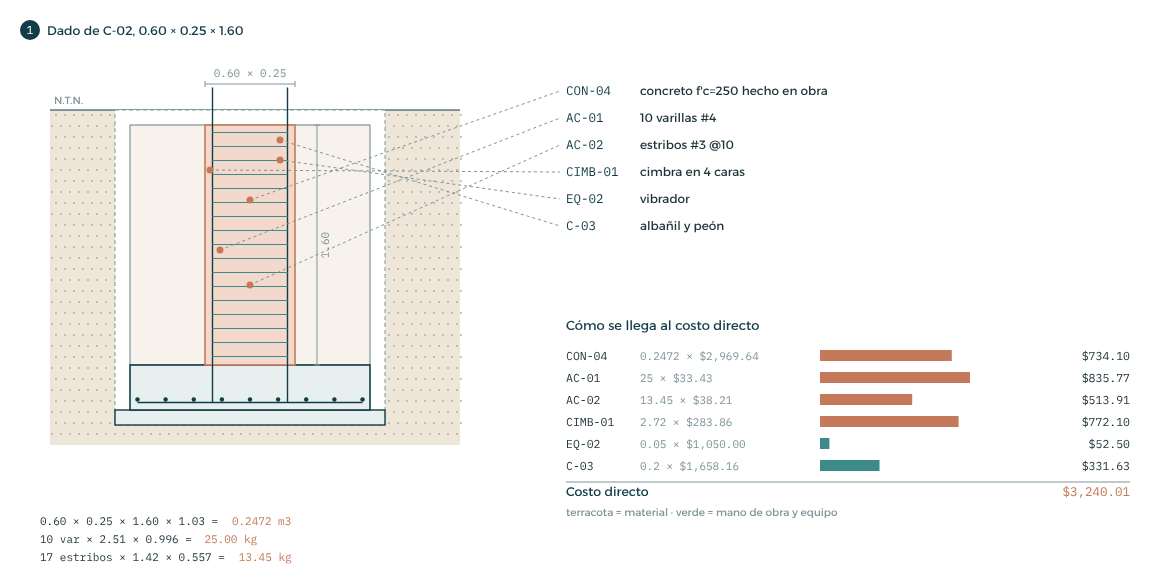 1 Dado de C-02, 0.60 × 0.25 × 1.60
0.60 × 0.25
N.T.N.
1.60
CON-04 concreto f'c=250 hecho en obra
AC-01 10 varillas #4
AC-02 estribos #3 @10
CIMB-01 cimbra en 4 caras
EQ-02 vibrador
C-03 albañil y peón
Cómo se llega al costo directo
CON-04 0.2472 × $2,969.64 $734.10
AC-01 25 × $33.43 $835.77
AC-02 13.45 × $38.21 $513.91
CIMB-01 2.72 × $283.86 $772.10
EQ-02 0.05 × $1,050.00 $52.50
C-03 0.2 × $1,658.16 $331.63
Costo directo $3,240.01
terracota = material · verde = mano de obra y equipo
0.60 × 0.25 × 1.60 × 1.03 = 0.2472 m3
10 var × 2.51 × 0.996 = 25.00 kg
17 estribos × 1.42 × 0.557 = 13.45 kg